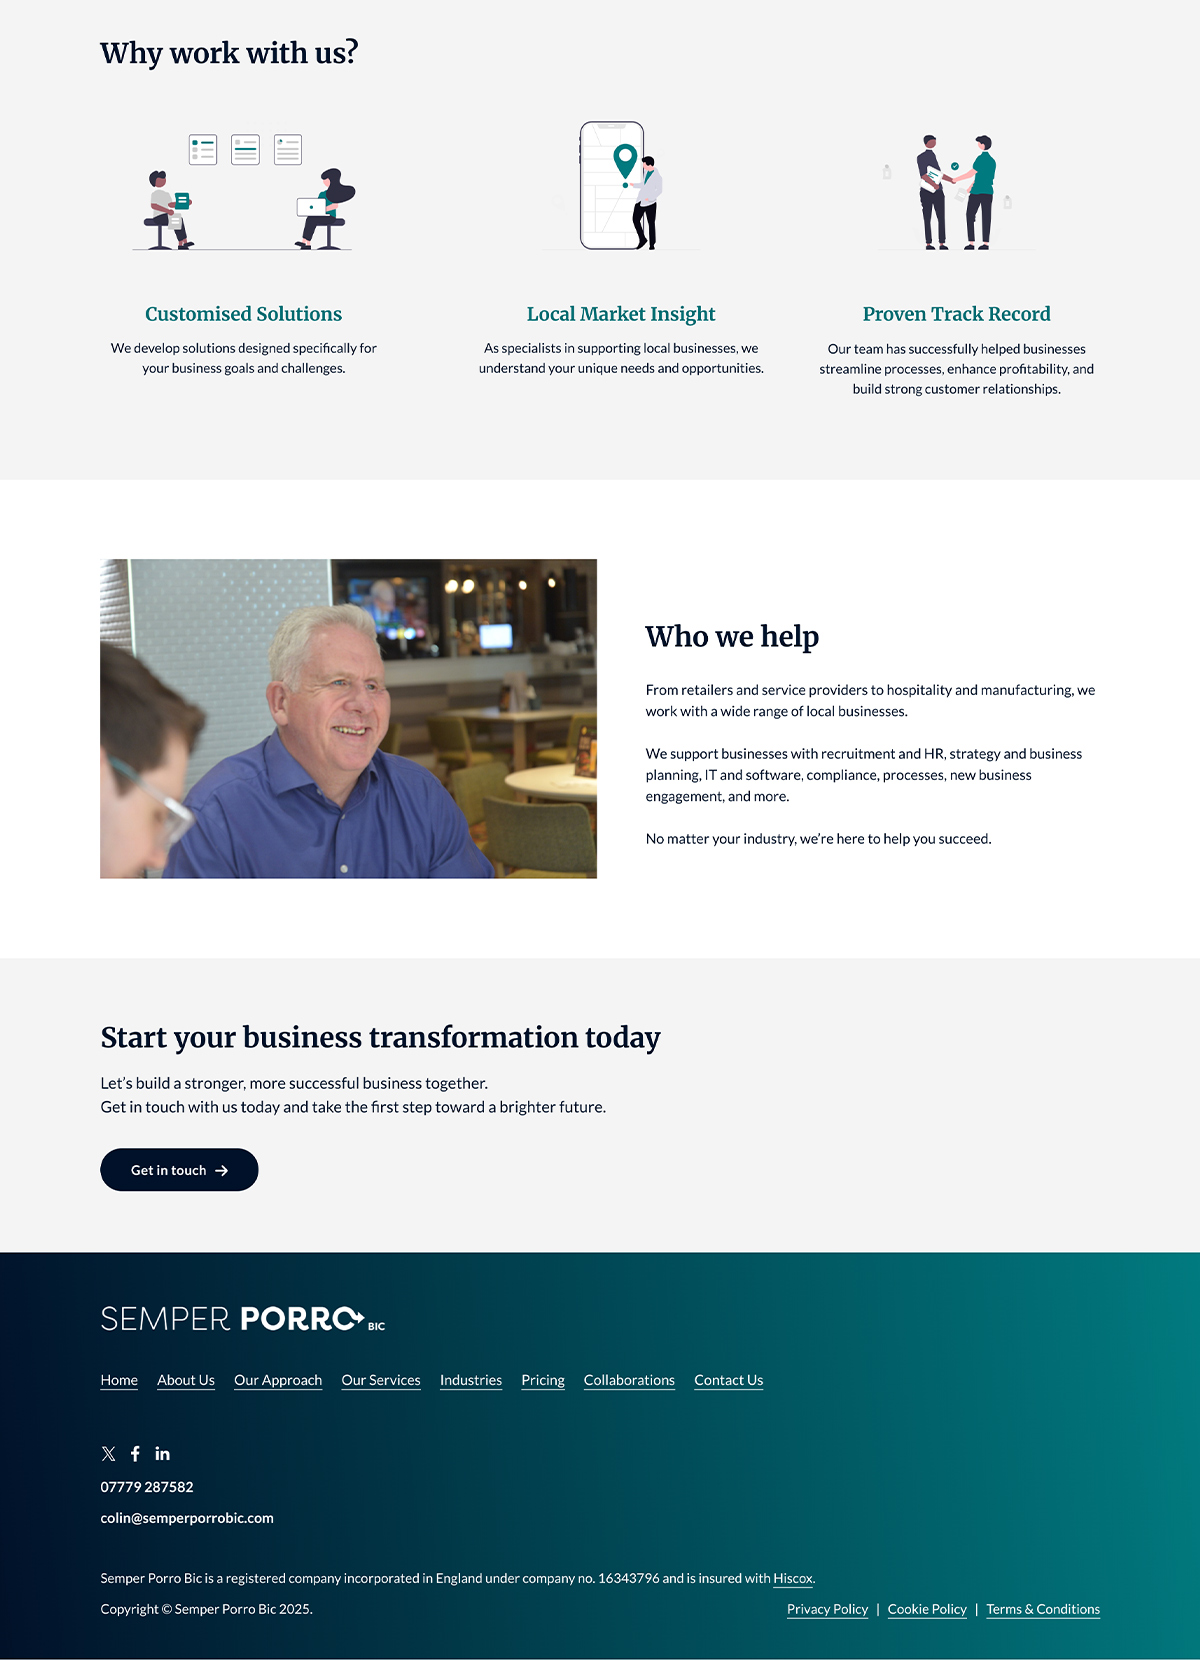 Why work with us?
Customised Solutions
We develop solutions designed specifically for
your business goals and challenges.
Local Market Insight
As specialists in supporting local businesses, we
understand your unique needs and opportunities.
Proven Track Record
Our team has successfully helped businesses
streamline processes, enhance profitability, and
build strong customer relationships.
Who we help
From retailers and service providers to hospitality and manufacturing, we
work with a wide range of local businesses.
We support businesses with recruitment and HR, strategy and business
planning, IT and software, compliance, processes, new business
engagement, and more.
No matter your industry, we’re here to help you succeed.
Start your business transformation today
Let’s build a stronger, more successful business together.
Get in touch with us today and take the first step toward a brighter future.
Get in touch →
SEMPER PORRO BIC
Home About Us Our Approach Our Services Industries Pricing Collaborations Contact Us
07779 287582
colin@semperporrobic.com
Semper Porro Bic is a registered company incorporated in England under company no. 16343796 and is insured with Hiscox.
Copyright © Semper Porro Bic 2025.
Privacy Policy | Cookie Policy | Terms & Conditions